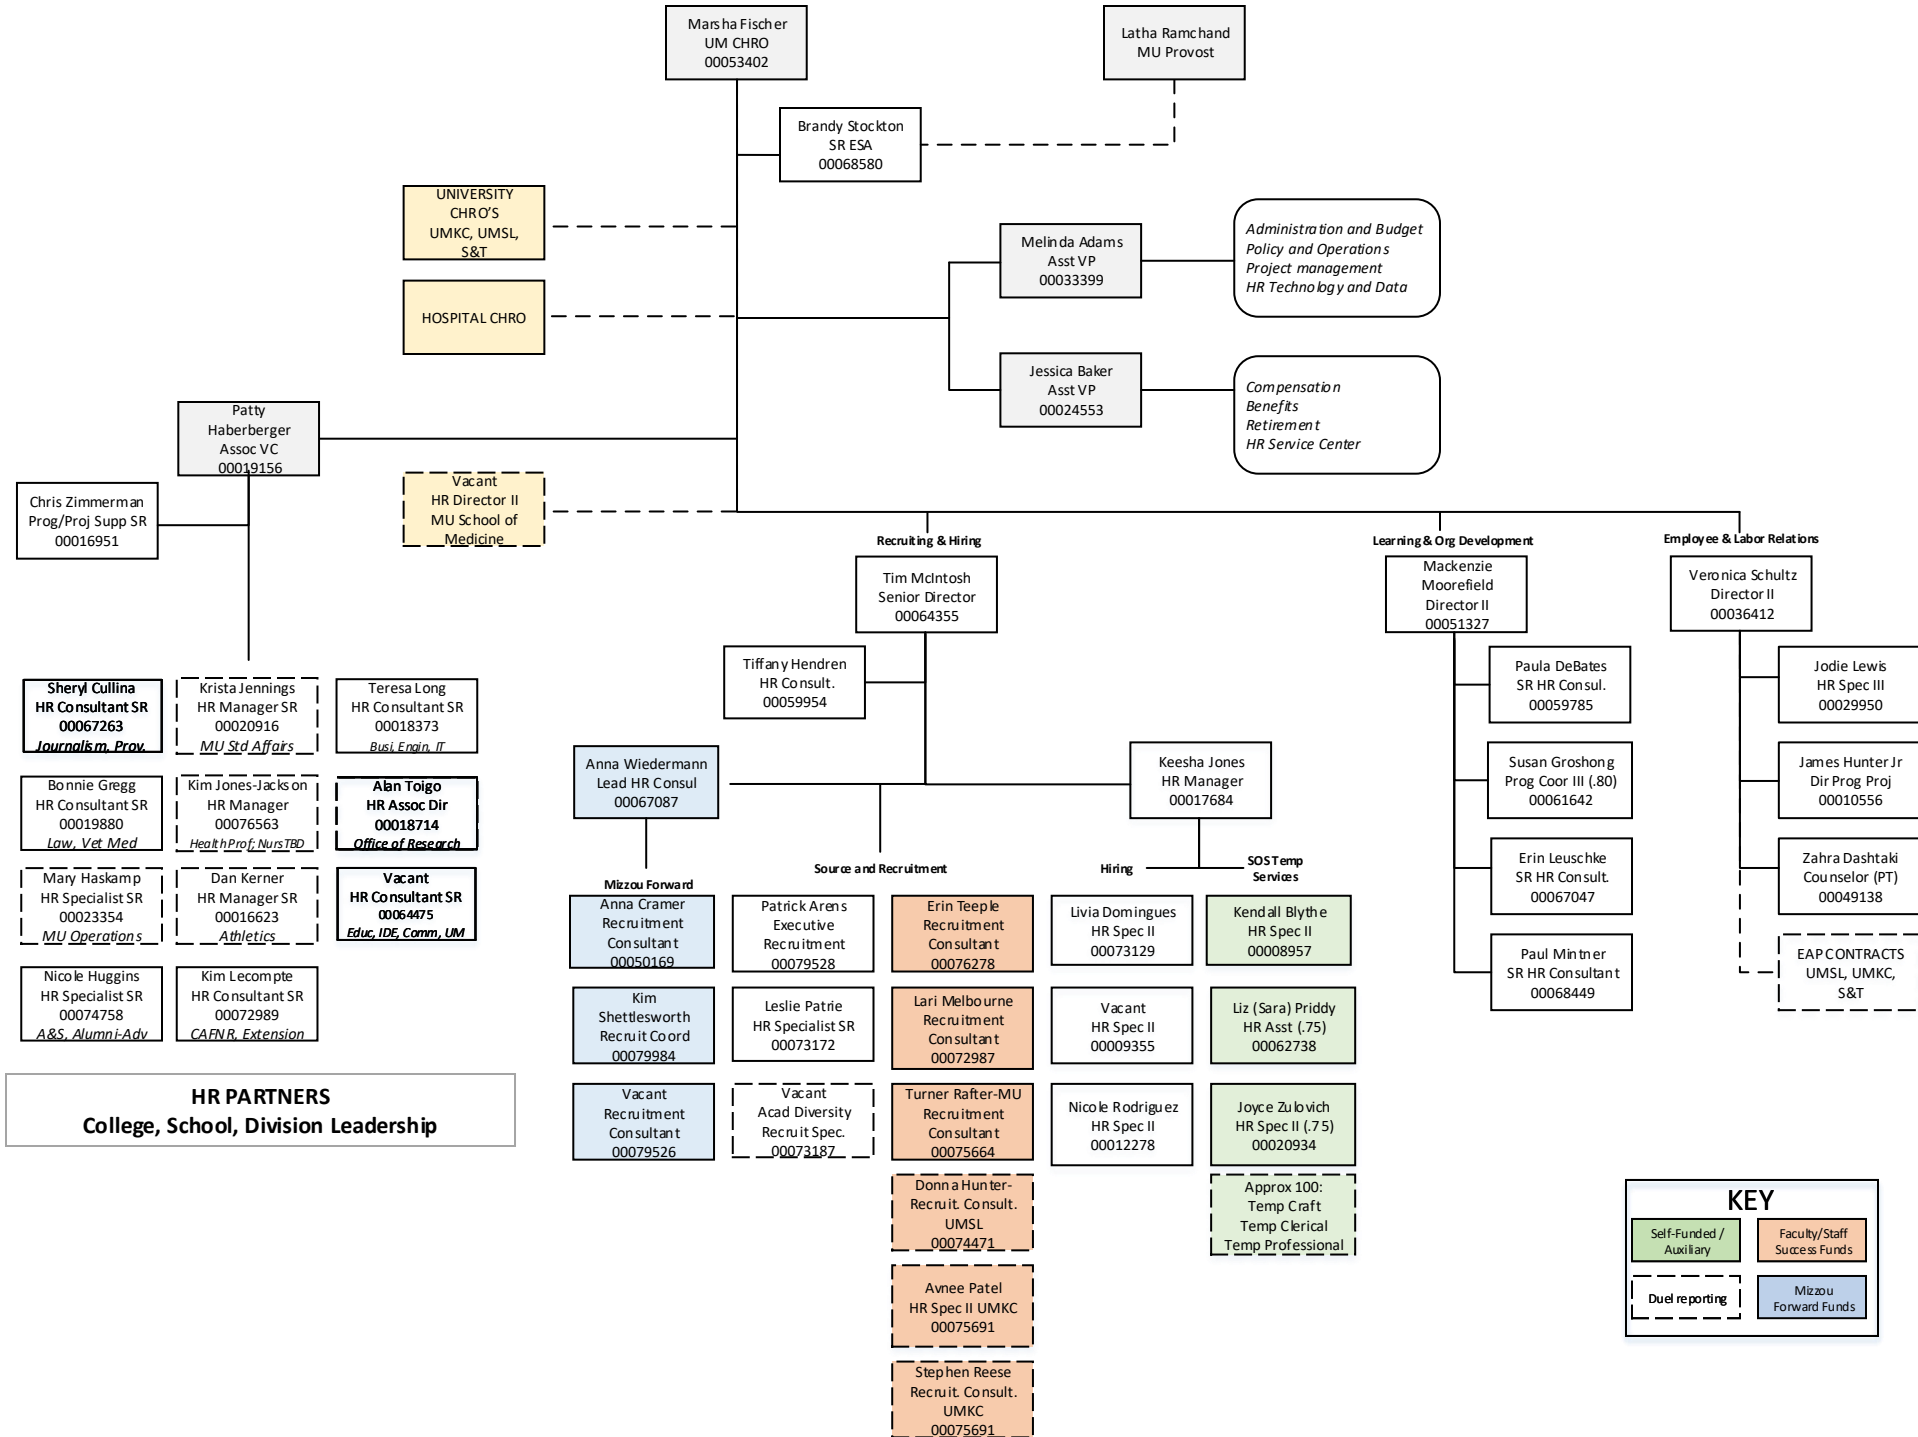 Marsha Fischer
UM CHRO
00053402
Latha Ramchand
MU Provost
Brandy Stockton
SR ESA
00068580
UNIVERSITY
CHRO'S
UMKC, UMSL,
S&T
HOSPITAL CHRO
Melinda Adams
Asst VP
00033399
Administration and Budget
Policy and Operations
Project management
HR Technology and Data
Jessica Baker
Asst VP
00024553
Compensation
Benefits
Retirement
HR Service Center
Patty
Haberberger
Assoc VC
00019156
Chris Zimmerman
Prog/Proj Supp SR
00016951
Vacant
HR Director II
MU School of
Medicine
Recruiting & Hiring
Tim McIntosh
Senior Director
00064355
Learning & Org Development
Mackenzie
Moorefield
Director II
00051327
Employee & Labor Relations
Veronica Schultz
Director II
00036412
Tiffany Hendren
HR Consult.
00059954
Anna Wiedermann
Lead HR Consul
00067087
Keesha Jones
HR Manager
00017684
Paula DeBates
SR HR Consul.
00059785
Susan Groshong
Prog Coor III (.80)
00061642
Erin Leuschke
SR HR Consult.
00067047
Paul Mintner
SR HR Consultant
00068449
Jodie Lewis
HR Spec III
00029950
James Hunter Jr
Dir Prog Proj
00010556
Zahra Dashtaki
Counselor (PT)
00049138
EAP CONTRACTS
UMSL, UMKC,
S&T
Sheryl Cullina
HR Consultant SR
00067263
Journalism, Prov.
Krista Jennings
HR Manager SR
00020916
MU Std Affairs
Teresa Long
HR Consultant SR
00018373
Busi, Engin, IT
Bonnie Gregg
HR Consultant SR
00019880
Law, Vet Med
Kim Jones-Jackson
HR Manager
00076563
Health Prof; Nurs TBD
Alan Toigo
HR Assoc Dir
00018714
Office of Research
Mary Haskamp
HR Specialist SR
00023354
MU Operations
Dan Kerner
HR Manager SR
00016623
Athletics
Vacant
HR Consultant SR
00064475
Educ, IDE, Comm, UM
Nicole Huggins
HR Specialist SR
00074758
A&S, Alumni-Adv
Kim Lecompte
HR Consultant SR
00072989
CAFNR, Extension
HR PARTNERS
College, School, Division Leadership
Mizzou Forward
Anna Cramer
Recruitment
Consultant
00050169
Kim
Shettlesworth
Recruit Coord
00079984
Vacant
Recruitment
Consultant
00079526
Source and Recruitment
Patrick Arens
Executive
Recruitment
00079528
Leslie Patrie
HR Specialist SR
00073172
Vacant
Acad Diversity
Recruit Spec.
00073187
Erin Teeple
Recruitment
Consultant
00076278
Lari Melbourne
Recruitment
Consultant
00072987
Turner Rafter-MU
Recruitment
Consultant
00075664
Donna Hunter-
Recruit. Consult.
UMSL
00074471
Avnee Patel
HR Spec II UMKC
00075691
Stephen Reese
Recruit. Consult.
UMKC
00075691
Hiring
Livia Domingues
HR Spec II
00073129
Vacant
HR Spec II
00009355
Nicole Rodriguez
HR Spec II
00012278
SOS Temp
Services
Kendall Blythe
HR Spec II
00008957
Liz (Sara) Priddy
HR Asst (.75)
00062738
Joyce Zulovich
HR Spec II (.75)
00020934
Approx 100:
Temp Craft
Temp Clerical
Temp Professional
KEY
Self-Funded /
Auxiliary
Faculty/Staff
Success Funds
Duel reporting
Mizzou
Forward Funds